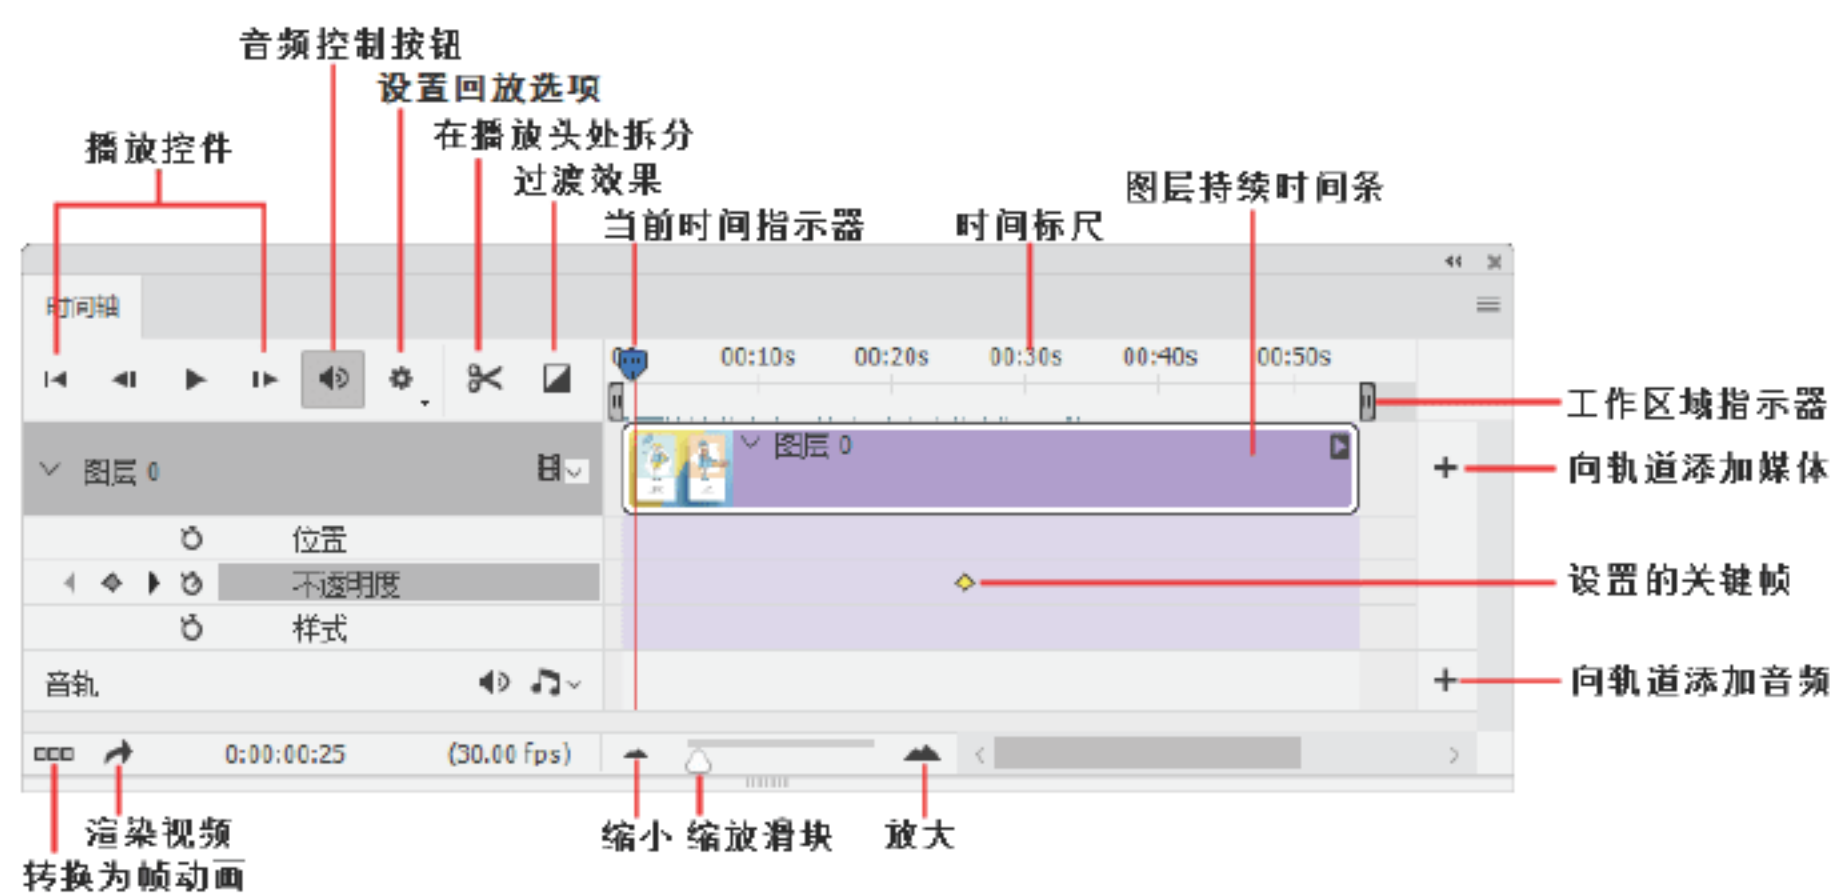 音频控制按钮
设置回放选项
在播放头处拆分
播放控件
过渡效果
图层持续时间条
当前时间指示器
时间标尺
时间轴
00:10s 00:20s 00:30s 00:40s 00:50s
工作区域指示器
图层 0
图层 0
向轨道添加媒体
位置
不透明度
设置的关键帧
样式
音轨
向轨道添加音频
0:00:00:25 (30.00 fps)
渲染视频
缩小 缩放滑块 放大
转换为帧动画